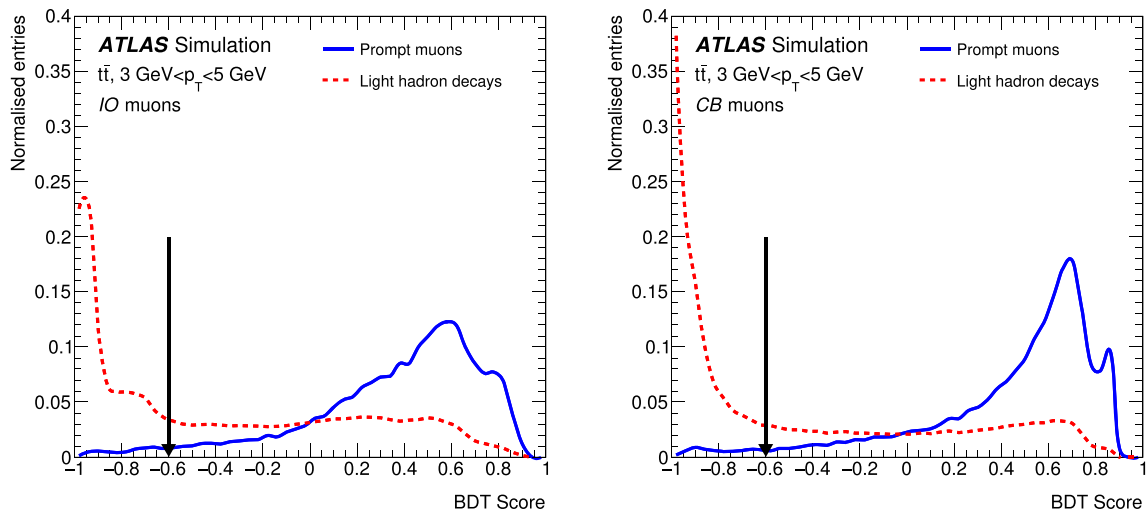 Normalised entries
0.4
0.35
0.3
0.25
0.2
0.15
0.1
0.05
0
ATLAS Simulation
tt̄, 3 GeV<p_T<5 GeV
IO muons
Prompt muons
Light hadron decays
−1 −0.8 −0.6 −0.4 −0.2 0 0.2 0.4 0.6 0.8 1
BDT Score
Normalised entries
0.4
0.35
0.3
0.25
0.2
0.15
0.1
0.05
0
ATLAS Simulation
tt̄, 3 GeV<p_T<5 GeV
CB muons
Prompt muons
Light hadron decays
−1 −0.8 −0.6 −0.4 −0.2 0 0.2 0.4 0.6 0.8 1
BDT Score